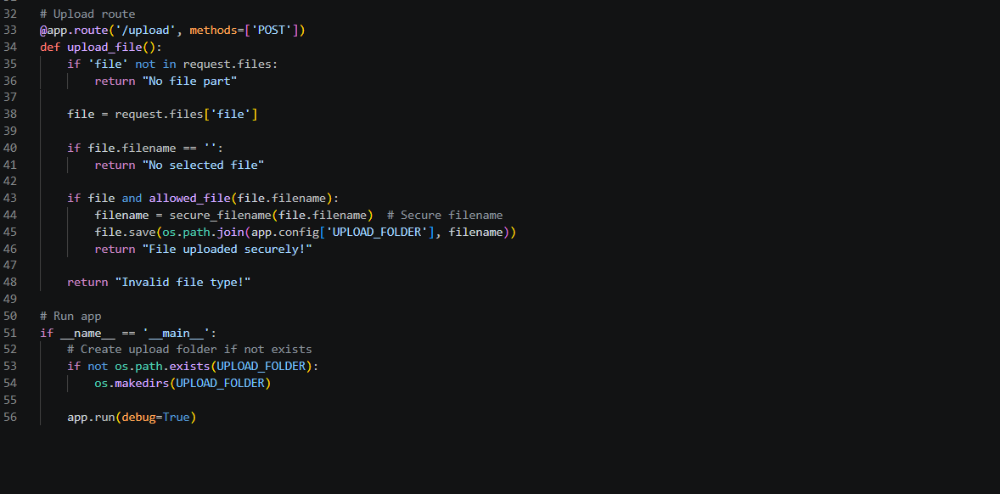 32 # Upload route
33 @app.route('/upload', methods=['POST'])
34 def upload_file():
35     if 'file' not in request.files:
36         return "No file part"
37
38     file = request.files['file']
39
40     if file.filename == '':
41         return "No selected file"
42
43     if file and allowed_file(file.filename):
44         filename = secure_filename(file.filename)  # Secure filename
45         file.save(os.path.join(app.config['UPLOAD_FOLDER'], filename))
46         return "File uploaded securely!"
47
48     return "Invalid file type!"
49
50 # Run app
51 if __name__ == '__main__':
52     # Create upload folder if not exists
53     if not os.path.exists(UPLOAD_FOLDER):
54         os.makedirs(UPLOAD_FOLDER)
55
56     app.run(debug=True)